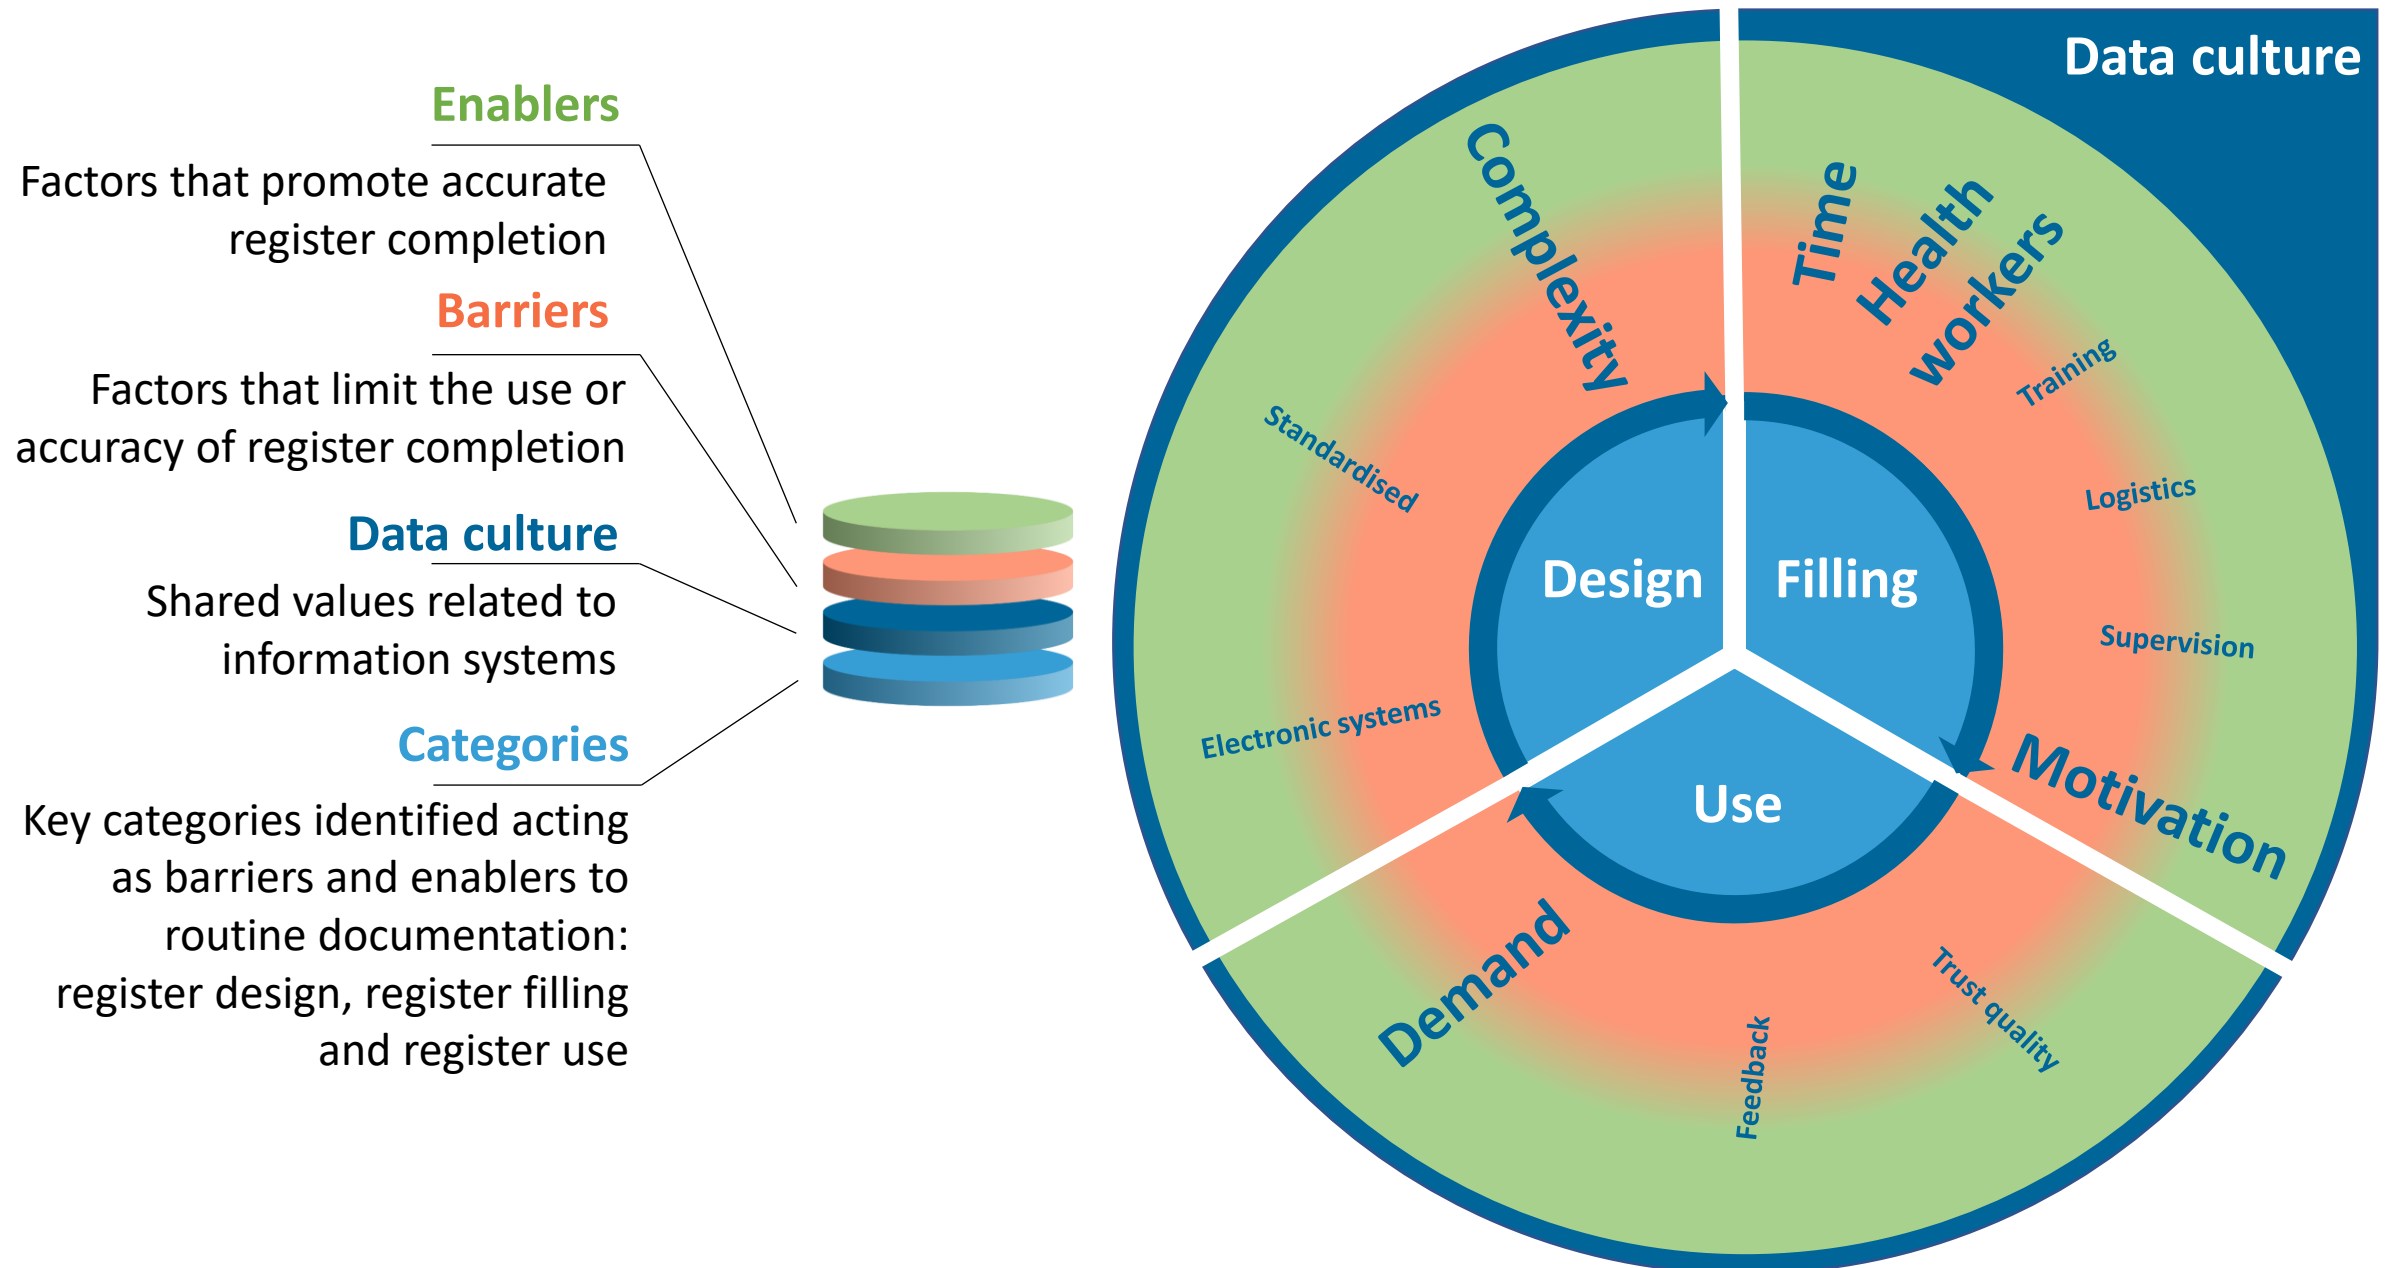 Enablers
Factors that promote accurate
register completion
Barriers
Factors that limit the use or
accuracy of register completion
Data culture
Shared values related to
information systems
Categories
Key categories identified acting
as barriers and enablers to
routine documentation:
register design, register filling
and register use
Data culture
Complexity
Standardised
Electronic systems
Design
Time
Health
workers
Training
Logistics
Supervision
Motivation
Filling
Use
Demand
Feedback
Trust quality